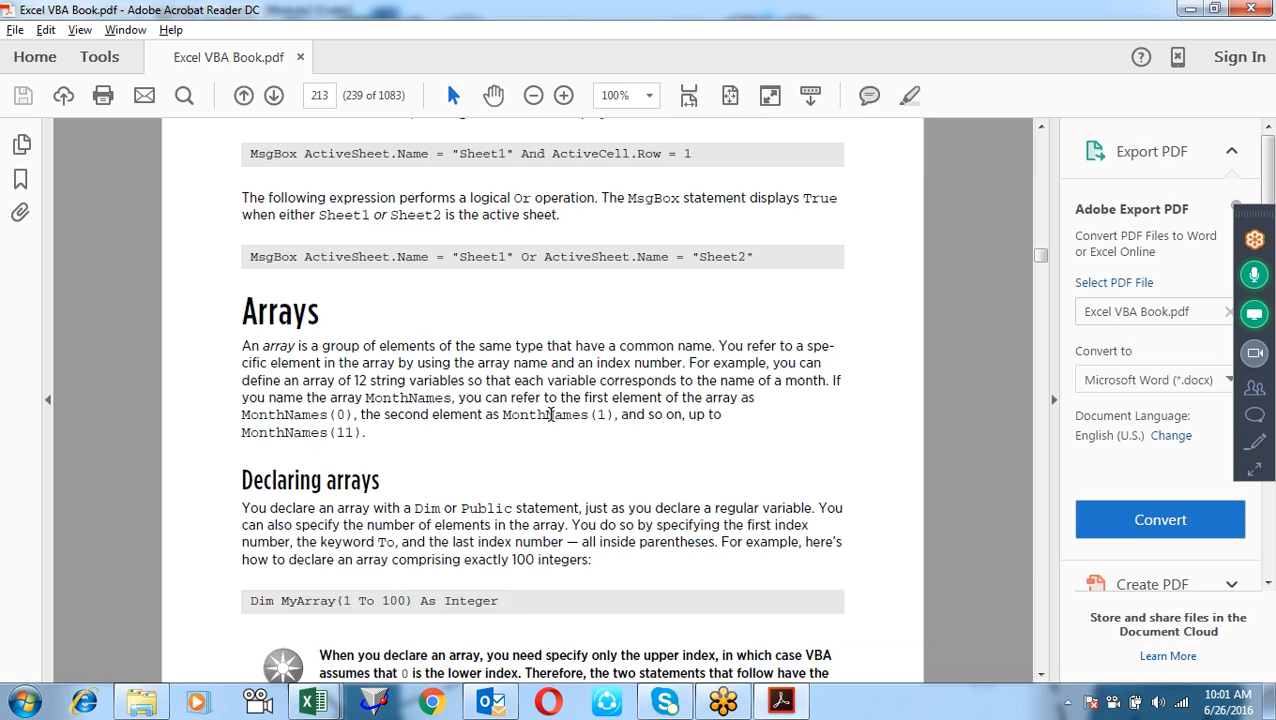 Excel VBA Book.pdf - Adobe Acrobat Reader DC
File Edit View Window Help
Home Tools Excel VBA Book.pdf × Sign In
213 (239 of 1083) 100%
MsgBox ActiveSheet.Name = "Sheet1" And ActiveCell.Row = 1
The following expression performs a logical Or operation. The MsgBox statement displays True
when either Sheet1 or Sheet2 is the active sheet.
MsgBox ActiveSheet.Name = "Sheet1" Or ActiveSheet.Name = "Sheet2"
Arrays
An array is a group of elements of the same type that have a common name. You refer to a spe-
cific element in the array by using the array name and an index number. For example, you can
define an array of 12 string variables so that each variable corresponds to the name of a month. If
you name the array MonthNames, you can refer to the first element of the array as
MonthNames(0), the second element as MonthNames(1), and so on, up to
MonthNames(11).
Declaring arrays
You declare an array with a Dim or Public statement, just as you declare a regular variable. You
can also specify the number of elements in the array. You do so by specifying the first index
number, the keyword To, and the last index number — all inside parentheses. For example, here's
how to declare an array comprising exactly 100 integers:
Dim MyArray(1 To 100) As Integer
When you declare an array, you need specify only the upper index, in which case VBA
assumes that 0 is the lower index. Therefore, the two statements that follow have the
Export PDF
Adobe Export PDF
Convert PDF Files to Word
or Excel Online
Select PDF File
Excel VBA Book.pdf ×
Convert to
Microsoft Word (*.docx)
Document Language:
English (U.S.) Change
Convert
Create PDF
Store and share files in the
Document Cloud
Learn More
10:01 AM
6/26/2016